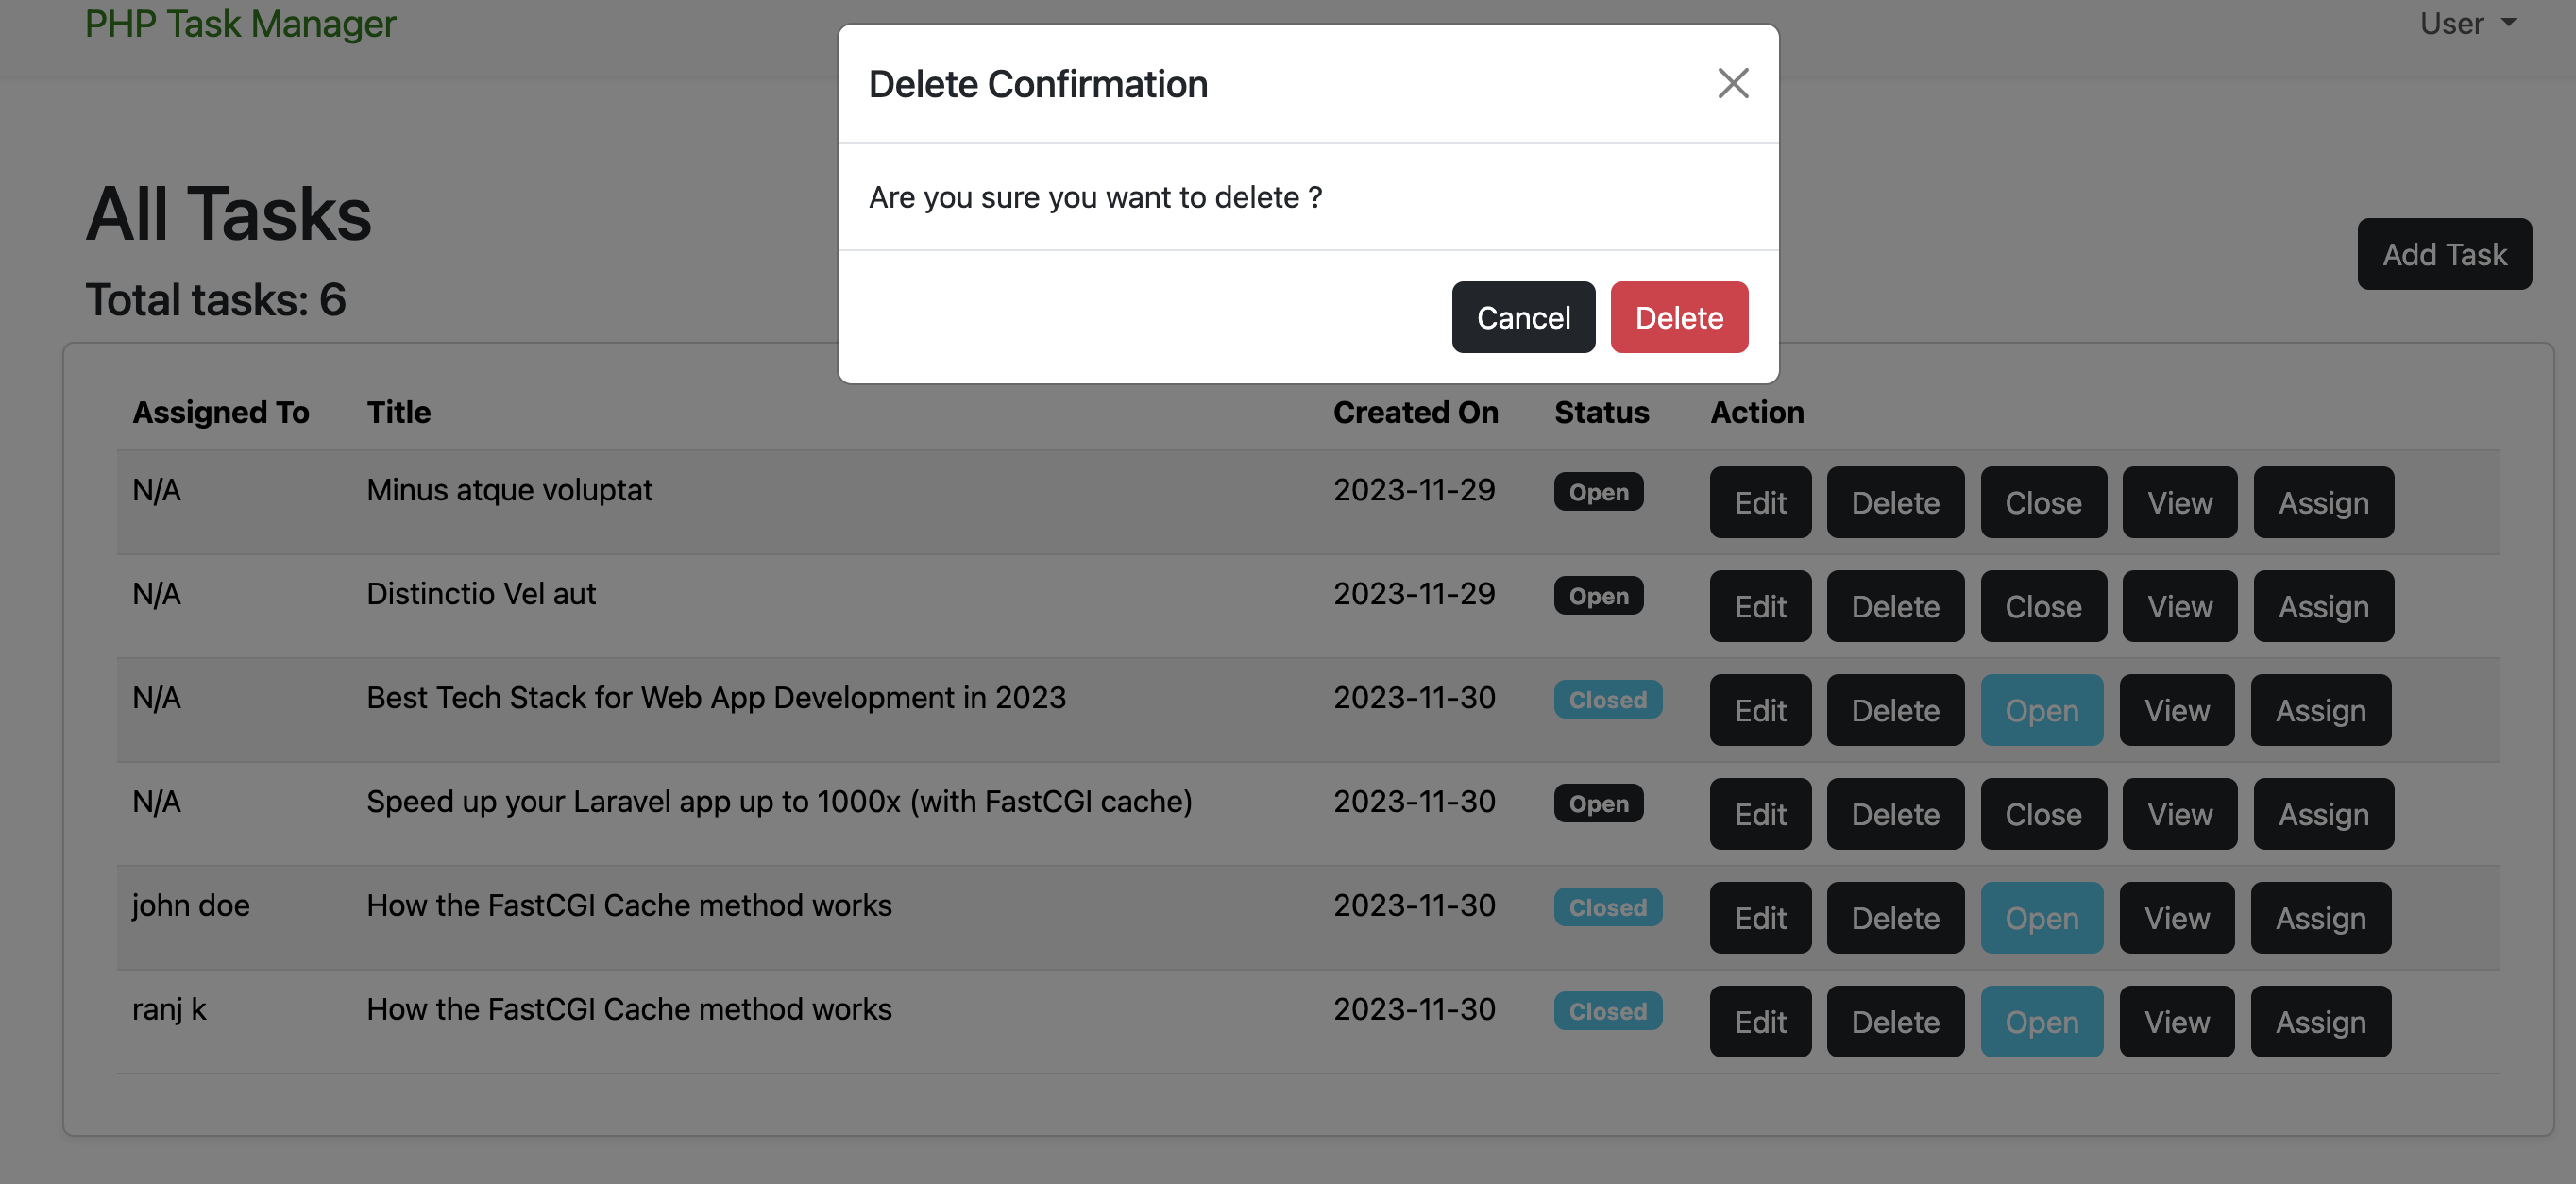 PHP Task Manager
User
Delete Confirmation
Are you sure you want to delete ?
Cancel Delete
All Tasks
Add Task
Total tasks: 6
Assigned To Title Created On Status Action
N/A Minus atque voluptat 2023-11-29 Open Edit Delete Close View Assign
N/A Distinctio Vel aut 2023-11-29 Open Edit Delete Close View Assign
N/A Best Tech Stack for Web App Development in 2023 2023-11-30 Closed Edit Delete Open View Assign
N/A Speed up your Laravel app up to 1000x (with FastCGI cache) 2023-11-30 Open Edit Delete Close View Assign
john doe How the FastCGI Cache method works 2023-11-30 Closed Edit Delete Open View Assign
ranj k How the FastCGI Cache method works 2023-11-30 Closed Edit Delete Open View Assign